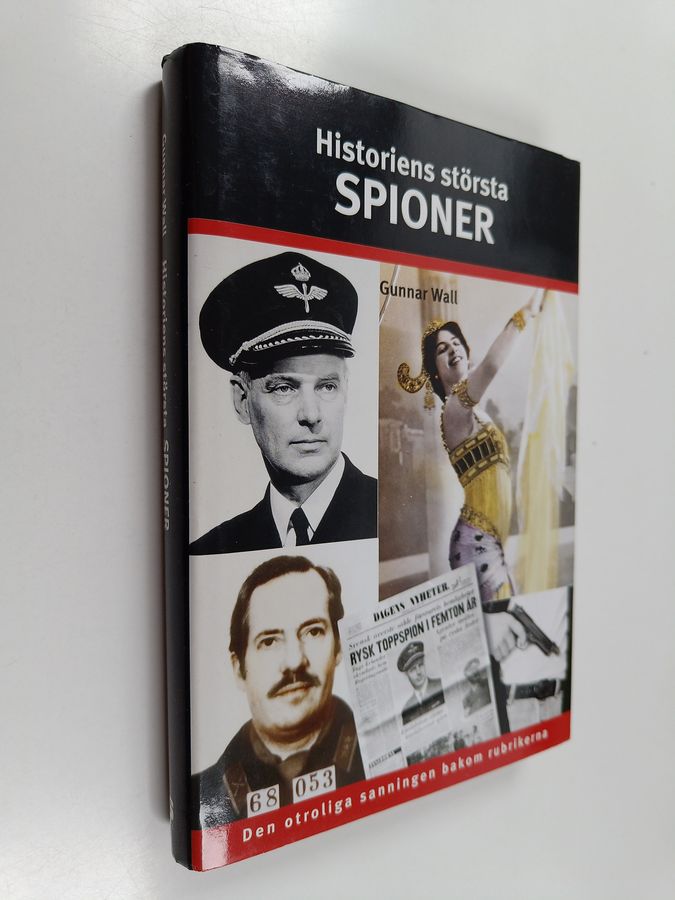 Historiens största
SPIONER
Gunnar Wall
Gunnar Wall Historiens största SPIONER
DAGENS NYHETER.
RYSK TOPPSPION I FEMTON ÅR
68 053
Den otroliga sanningen bakom rubrikerna